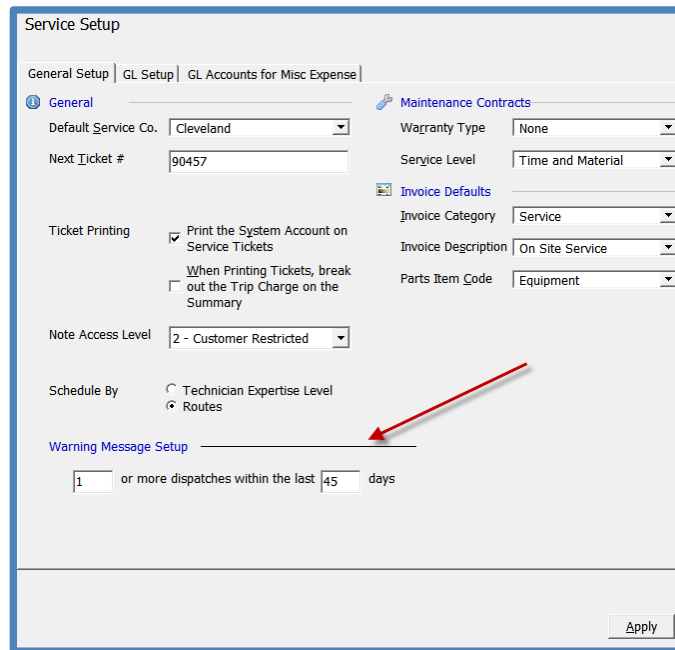 Service Setup
General Setup GL Setup GL Accounts for Misc Expense
General
Default Service Co. Cleveland
Next Ticket # 90457
Ticket Printing
Print the System Account on
Service Tickets
When Printing Tickets, break
out the Trip Charge on the
Summary
Note Access Level 2 - Customer Restricted
Schedule By
Technician Expertise Level
Routes
Warning Message Setup
1 or more dispatches within the last 45 days
Maintenance Contracts
Warranty Type None
Service Level Time and Material
Invoice Defaults
Invoice Category Service
Invoice Description On Site Service
Parts Item Code Equipment
Apply